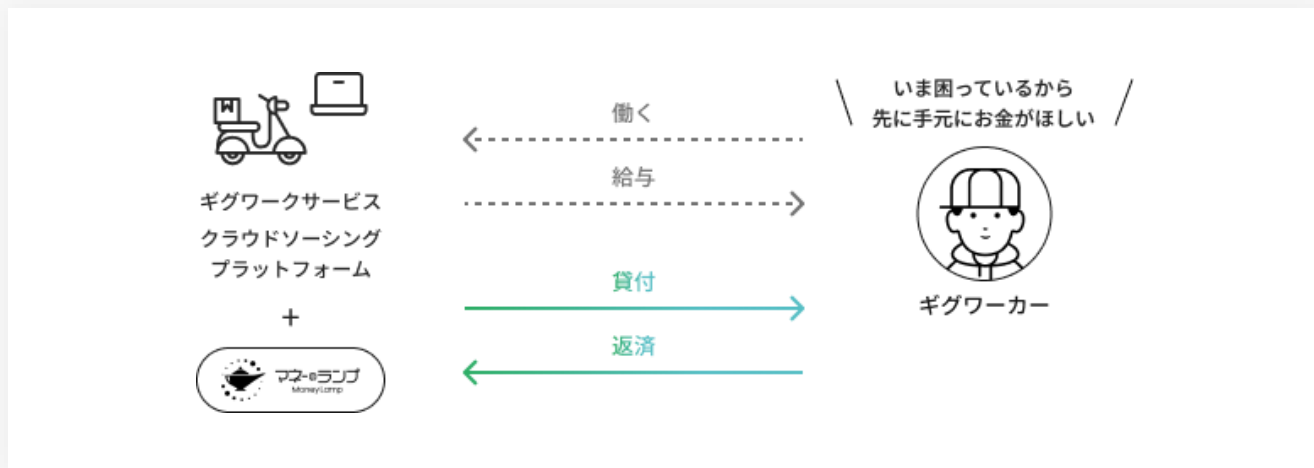 いま困っているから
先に手元にお金がほしい
働く
給与
ギグワークサービス
クラウドソーシング
プラットフォーム
+
マネーのランプ
MoneyLamp
貸付
返済
ギグワーカー